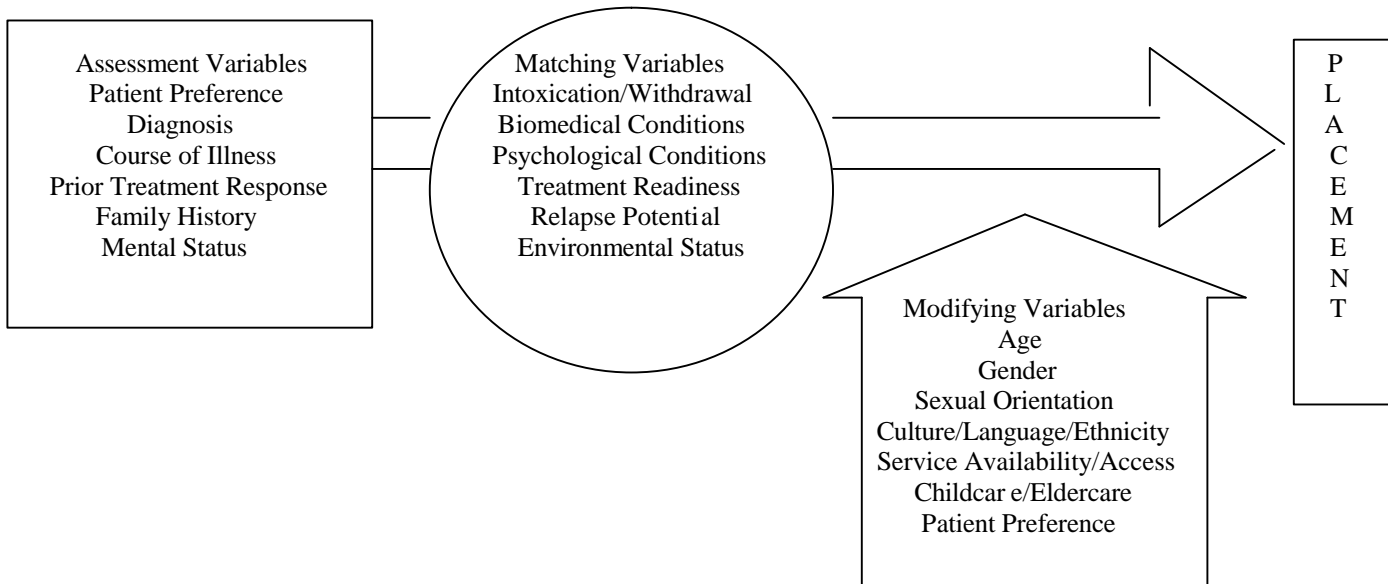 Assessment Variables
Patient Preference
Diagnosis
Course of Illness
Prior Treatment Response
Family History
Mental Status
Matching Variables
Intoxication/Withdrawal
Biomedical Conditions
Psychological Conditions
Treatment Readiness
Relapse Potential
Environmental Status
Modifying Variables
Age
Gender
Sexual Orientation
Culture/Language/Ethnicity
Service Availability/Access
Childcar e/Eldercare
Patient Preference
P
L
A
C
E
M
E
N
T